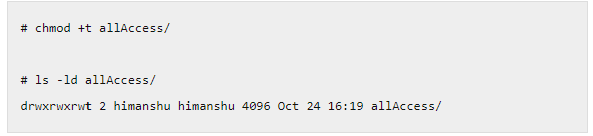 # chmod +t allAccess/
# ls -ld allAccess/
drwxrwxrwt 2 himanshu himanshu 4096 Oct 24 16:19 allAccess/